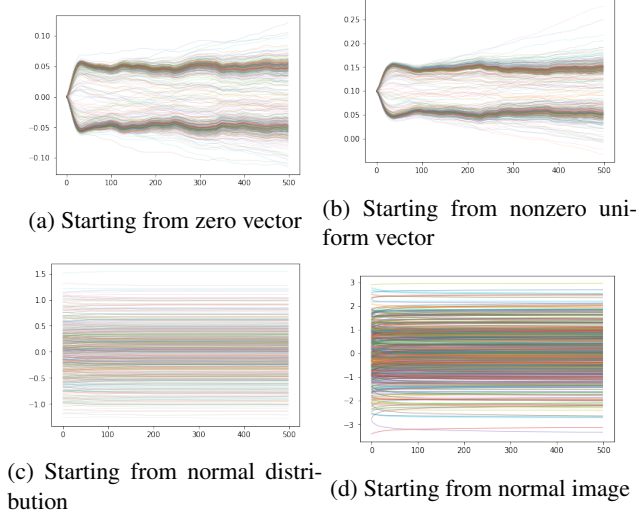 0.10
0.05
0.00
-0.05
-0.10
0 100 200 300 400 500
(a) Starting from zero vector
0.25
0.20
0.15
0.10
0.05
0.00
0 100 200 300 400 500
(b) Starting from nonzero uni-
form vector
1.5
1.0
0.5
0.0
-0.5
-1.0
0 100 200 300 400 500
(c) Starting from normal distri-
bution
3
2
1
0
-1
-2
-3
0 100 200 300 400 500
(d) Starting from normal image